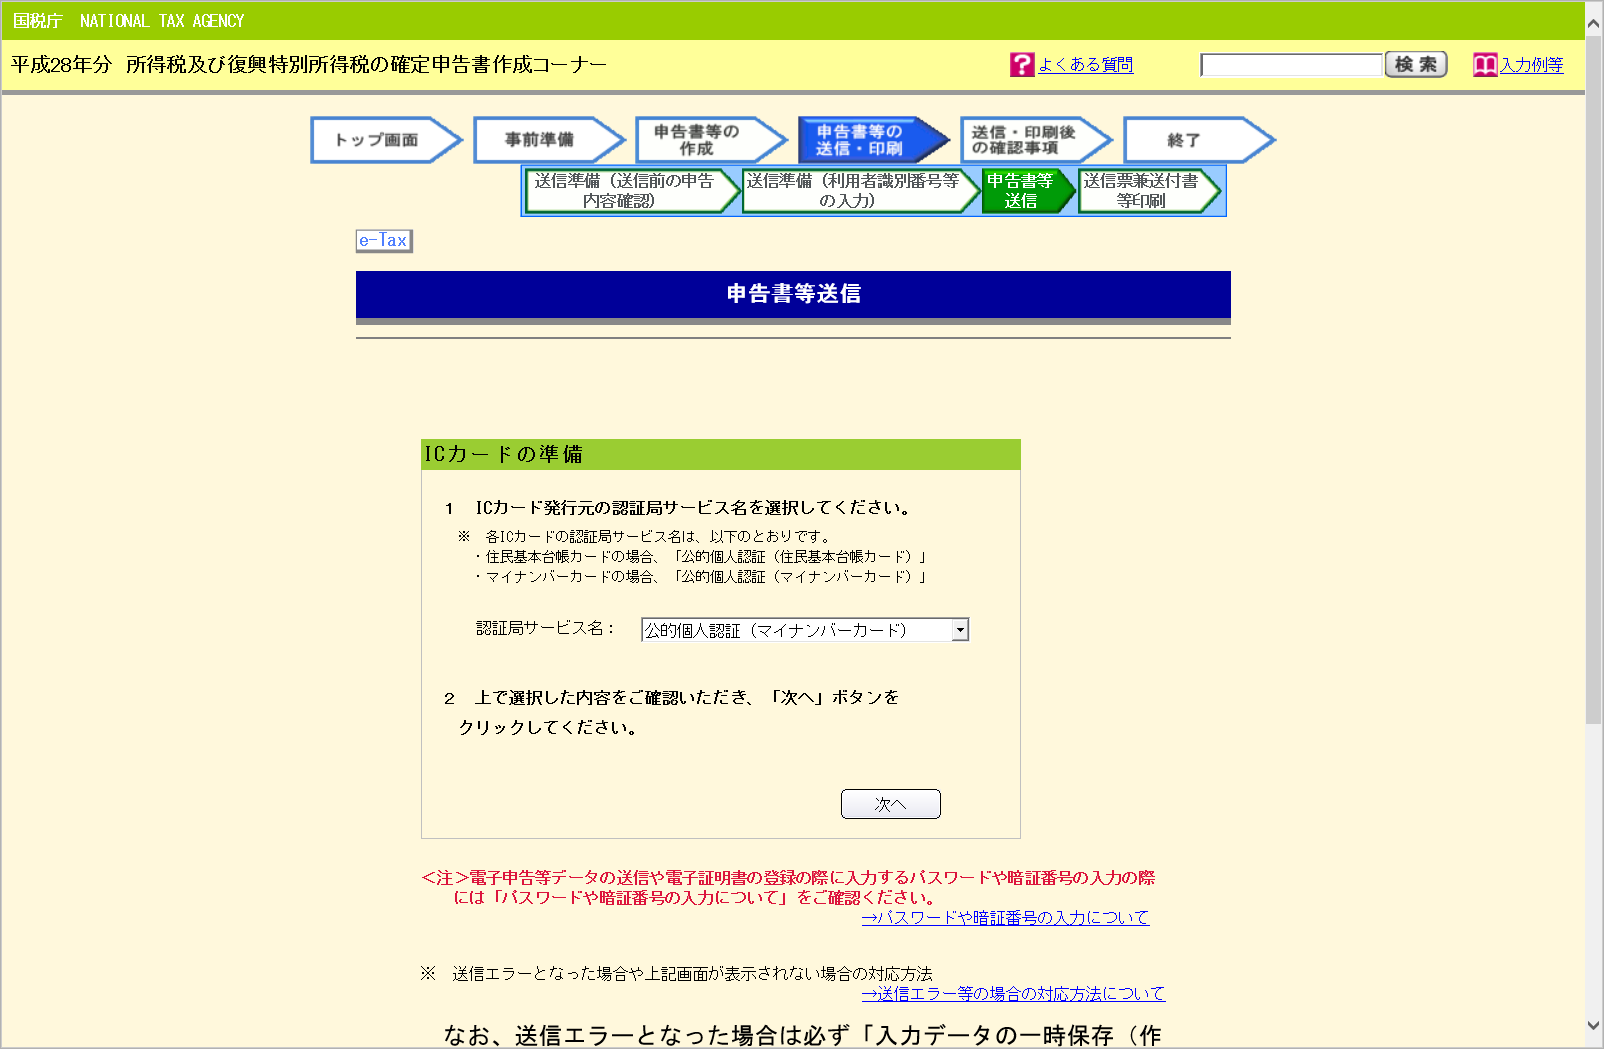 国税庁 NATIONAL TAX AGENCY
平成28年分 所得税及び復興特別所得税の確定申告書作成コーナー
よくある質問
検索
入力例等
トップ画面
事前準備
申告書等の
作成
申告書等の
送信・印刷
送信・印刷後
の確認事項
終了
送信準備（送信前の申告
内容確認）
送信準備（利用者識別番号等
の入力）
申告書等
送信
送信票兼送付書
等印刷
e-Tax
申告書等送信
ICカードの準備
1 ICカード発行元の認証局サービス名を選択してください。
※ 各ICカードの認証局サービス名は、以下のとおりです。
・住民基本台帳カードの場合、「公的個人認証（住民基本台帳カード）」
・マイナンバーカードの場合、「公的個人認証（マイナンバーカード）」
認証局サービス名：
公的個人認証（マイナンバーカード）
2 上で選択した内容をご確認いただき、「次へ」ボタンを
クリックしてください。
次へ
＜注＞電子申告等データの送信や電子証明書の登録の際に入力するパスワードや暗証番号の入力の際
には「パスワードや暗証番号の入力について」をご確認ください。
→パスワードや暗証番号の入力について
※ 送信エラーとなった場合や上記画面が表示されない場合の対応方法
→送信エラー等の場合の対応方法について
なお、送信エラーとなった場合は必ず「入力データの一時保存（作